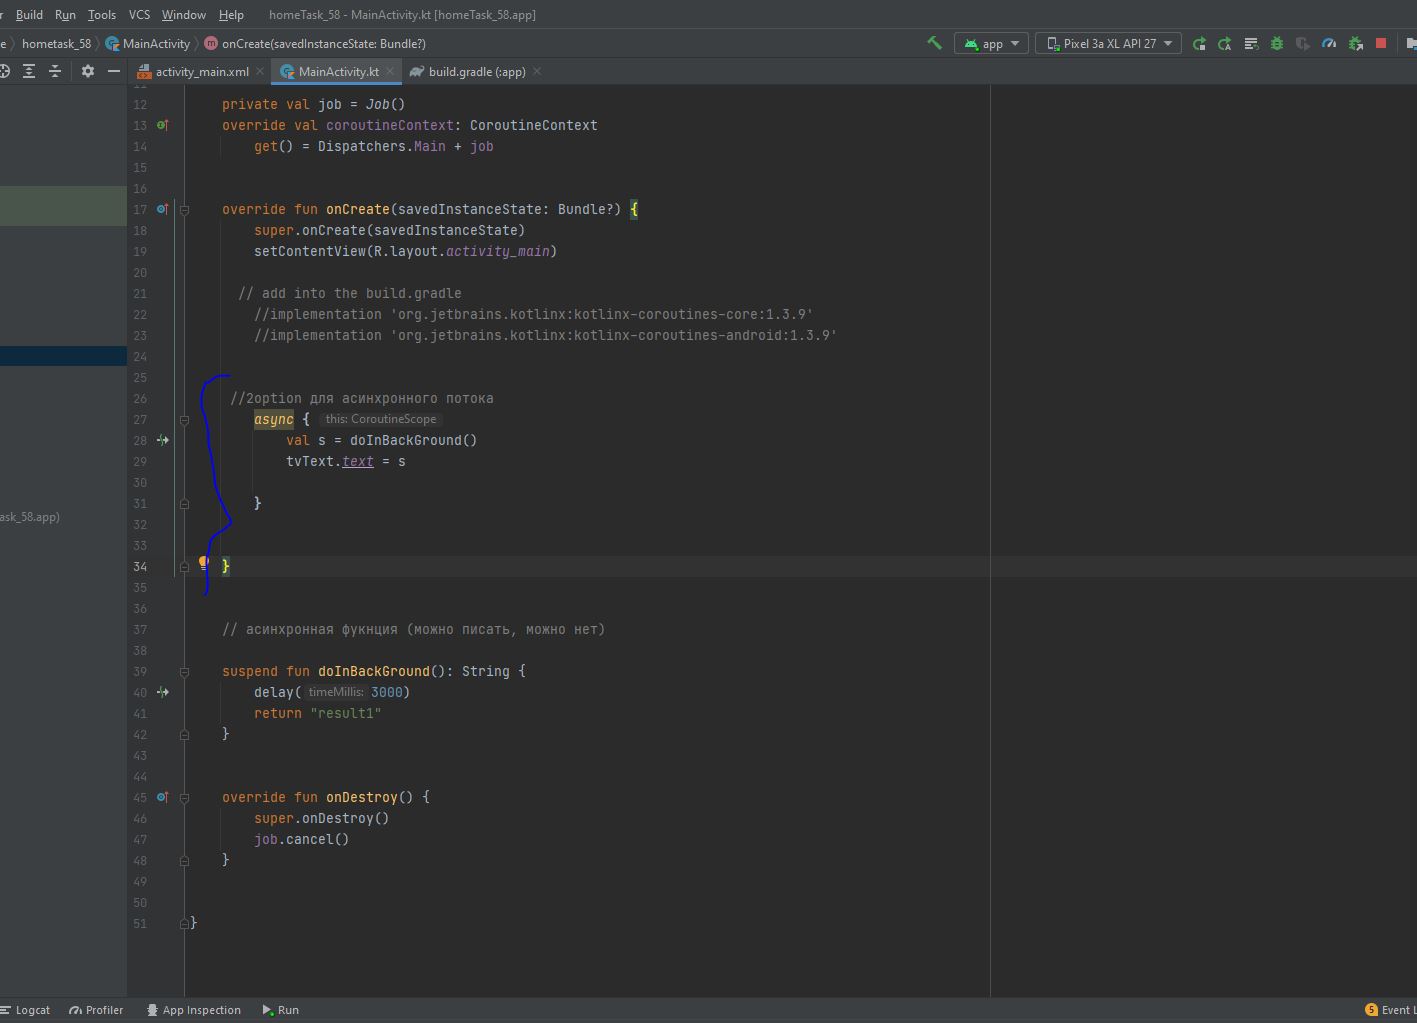 r Build Run Tools VCS Window Help homeTask_58 - MainActivity.kt [homeTask_58.app]
e hometask_58 MainActivity m onCreate(savedInstanceState: Bundle?) app Pixel 3a XL API 27
activity_main.xml MainActivity.kt build.gradle (:app)
12 private val job = Job()
13 override val coroutineContext: CoroutineContext
14 get() = Dispatchers.Main + job
15
16
17 override fun onCreate(savedInstanceState: Bundle?) {
18 super.onCreate(savedInstanceState)
19 setContentView(R.layout.activity_main)
20
21 // add into the build.gradle
22 //implementation 'org.jetbrains.kotlinx:kotlinx-coroutines-core:1.3.9'
23 //implementation 'org.jetbrains.kotlinx:kotlinx-coroutines-android:1.3.9'
24
25
26 //2option для асинхронного потока
27 async { this: CoroutineScope
28 val s = doInBackGround()
29 tvText.text = s
30
31 }
32
ask_58.app)
33
34 }
35
36
37 // асинхронная фукнция (можно писать, можно нет)
38
39 suspend fun doInBackGround(): String {
40 delay( timeMillis: 3000)
41 return "result1"
42 }
43
44
45 override fun onDestroy() {
46 super.onDestroy()
47 job.cancel()
48 }
49
50
51 }
Logcat Profiler App Inspection Run 5 Event L